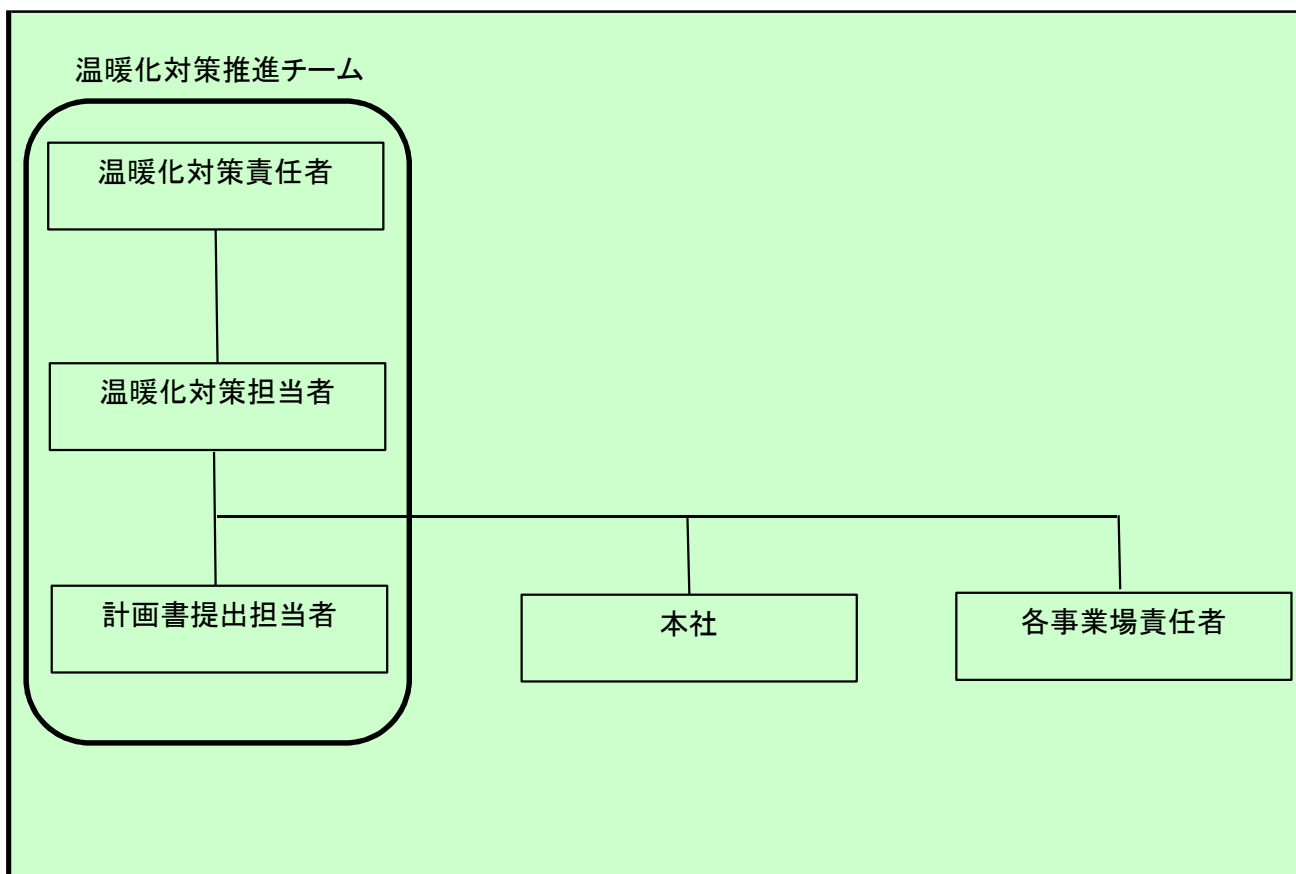 温暖化対策推進チーム
温暖化対策責任者
温暖化対策担当者
計画書提出担当者
本社
各事業場責任者